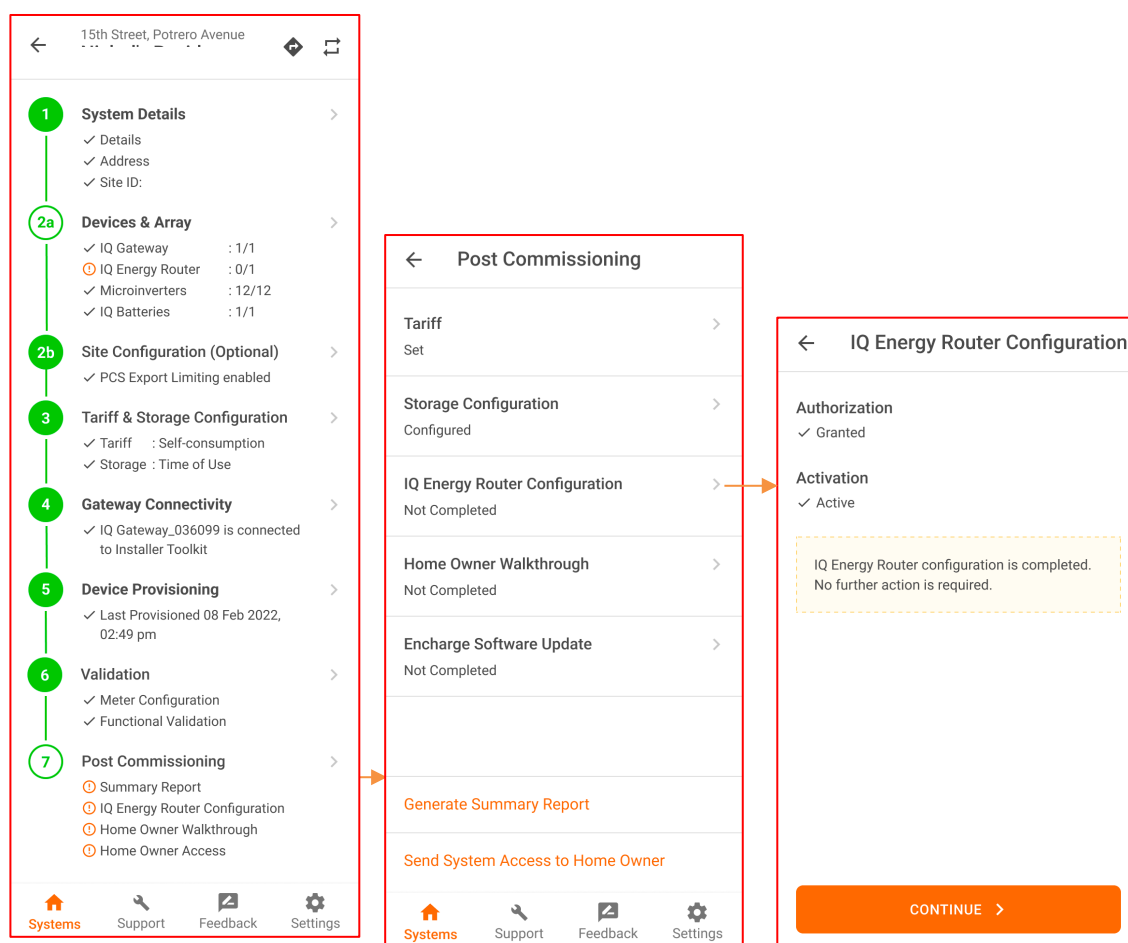 15th Street, Potrero Avenue
1
System Details
Details
Address
Site ID:
2a
Devices & Array
IQ Gateway : 1/1
IQ Energy Router : 0/1
Microinverters : 12/12
IQ Batteries : 1/1
2b
Site Configuration (Optional)
PCS Export Limiting enabled
3
Tariff & Storage Configuration
Tariff : Self-consumption
Storage : Time of Use
4
Gateway Connectivity
IQ Gateway_036099 is connected
to Installer Toolkit
5
Device Provisioning
Last Provisioned 08 Feb 2022,
02:49 pm
6
Validation
Meter Configuration
Functional Validation
7
Post Commissioning
Summary Report
IQ Energy Router Configuration
Home Owner Walkthrough
Home Owner Access
Systems Support Feedback Settings
Post Commissioning
Tariff
Set
Storage Configuration
Configured
IQ Energy Router Configuration
Not Completed
Home Owner Walkthrough
Not Completed
Encharge Software Update
Not Completed
Generate Summary Report
Send System Access to Home Owner
Systems Support Feedback Settings
IQ Energy Router Configuration
Authorization
Granted
Activation
Active
IQ Energy Router configuration is completed.
No further action is required.
CONTINUE